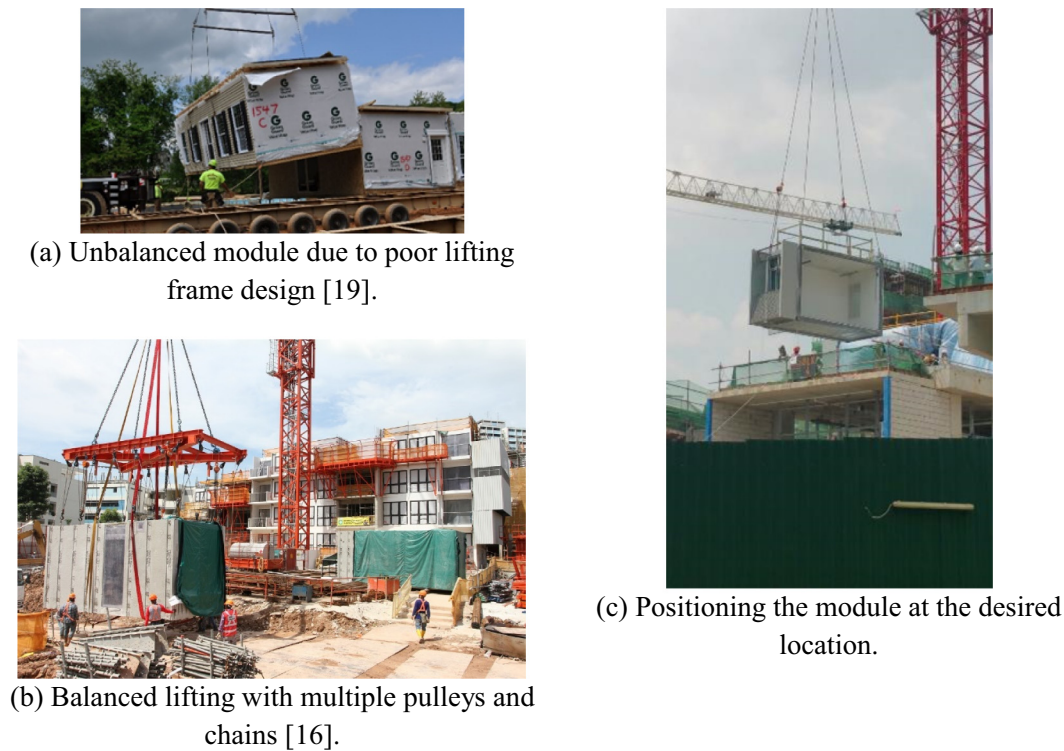 1547
C
(a) Unbalanced module due to poor lifting
frame design [19].
(b) Balanced lifting with multiple pulleys and
chains [16].
(c) Positioning the module at the desired
location.